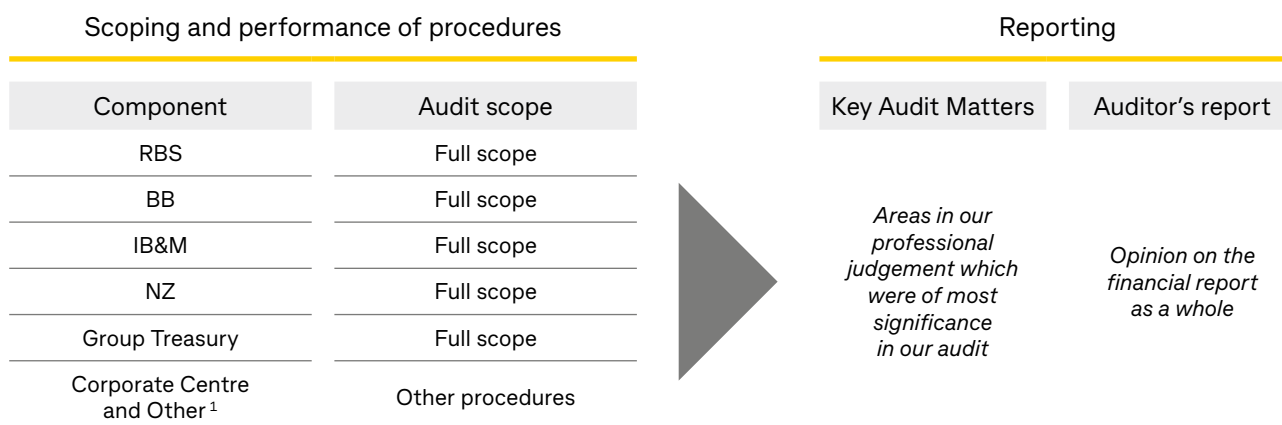 Scoping and performance of procedures
Reporting
Component
Audit scope
Key Audit Matters
Auditor's report
RBS
Full scope
BB
Full scope
IB&M
Full scope
NZ
Full scope
Group Treasury
Full scope
Corporate Centre
and Other 1
Other procedures
Areas in our
professional
judgement which
were of most
significance
in our audit
Opinion on the
financial report
as a whole